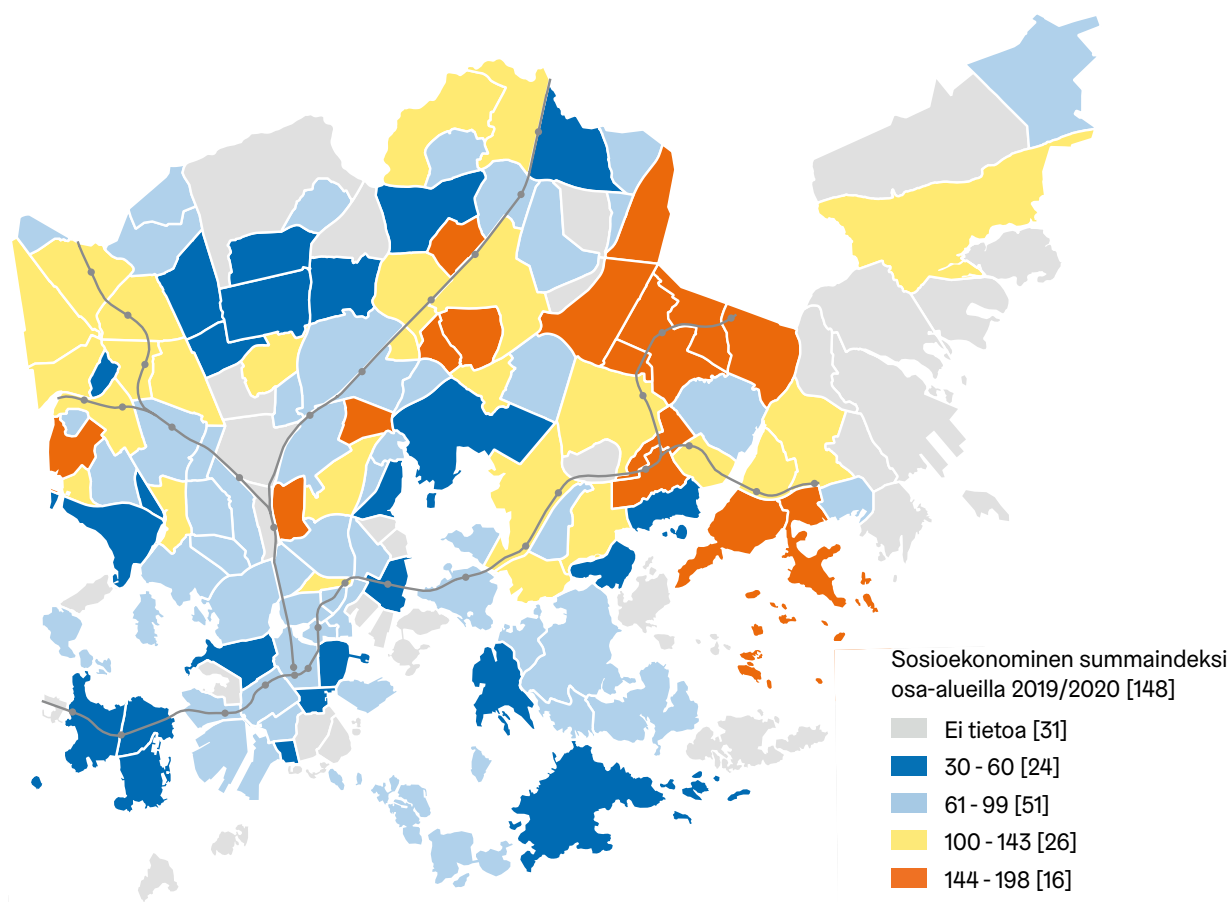 Sosioekonominen summaindeksi
osa-alueilla 2019/2020 [148]
Ei tietoa [31]
30 - 60 [24]
61 - 99 [51]
100 - 143 [26]
144 - 198 [16]